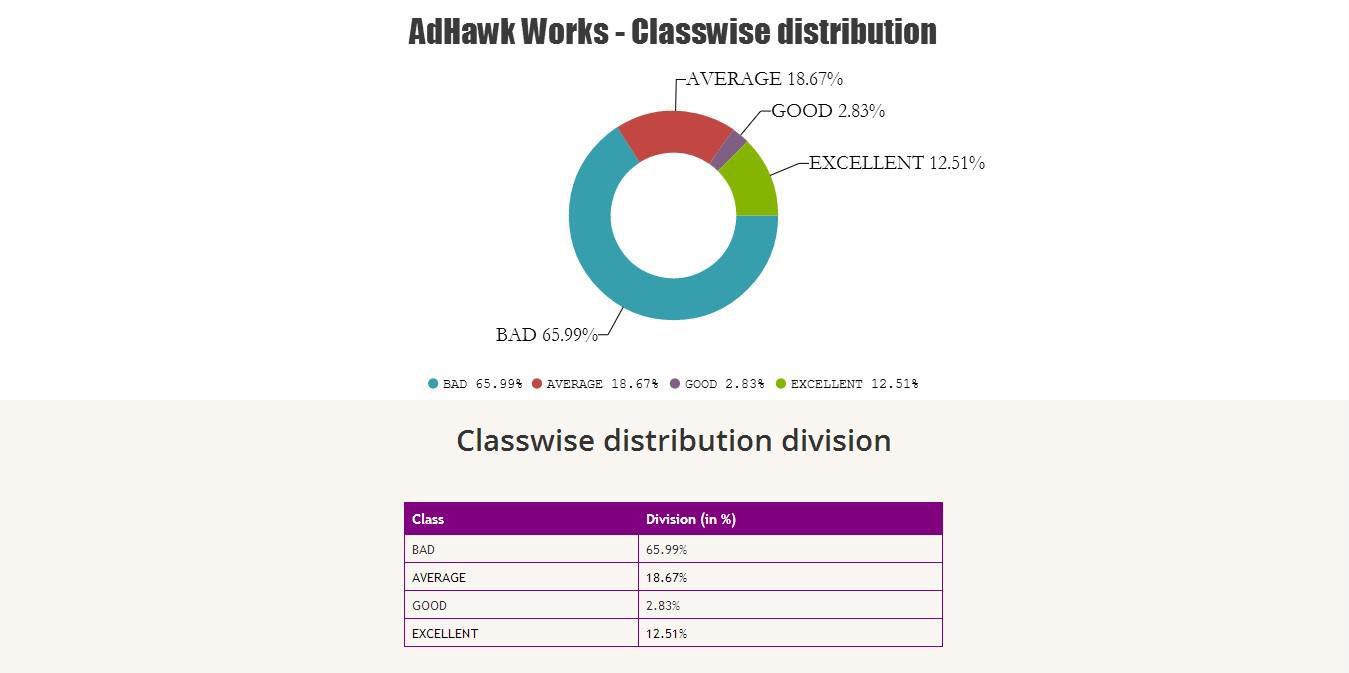 AdHawk Works - Classwise distribution
AVERAGE 18.67%
GOOD 2.83%
EXCELLENT 12.51%
BAD 65.99%
BAD 65.99% AVERAGE 18.67% GOOD 2.83% EXCELLENT 12.51%
Classwise distribution division
Class Division (in %)
BAD 65.99%
AVERAGE 18.67%
GOOD 2.83%
EXCELLENT 12.51%